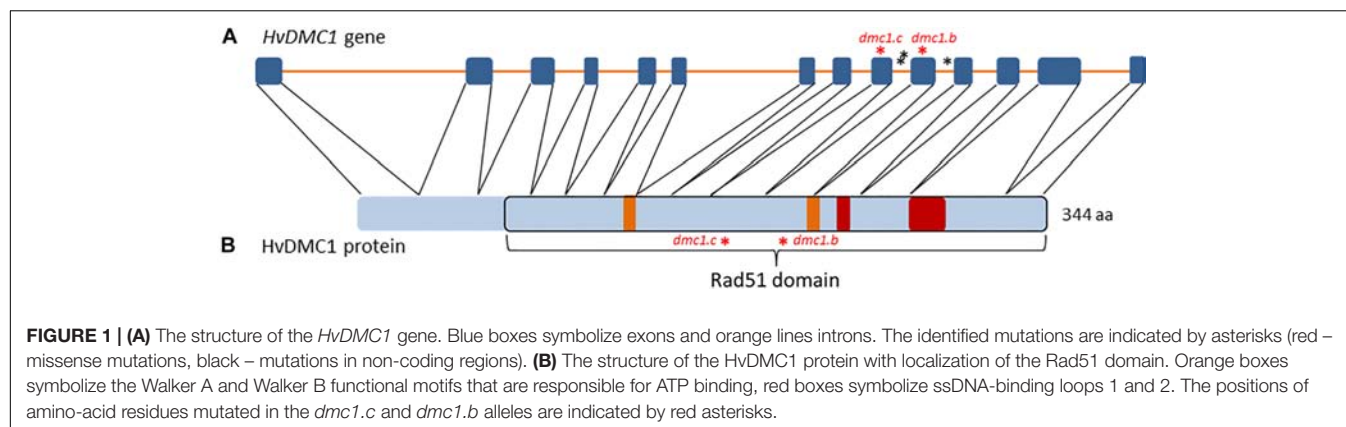 A HvDMC1 gene
dmc1.c dmc1.b
* *
* * *
344 aa
B HvDMC1 protein
dmc1.c * * dmc1.b
Rad51 domain
FIGURE 1 | (A) The structure of the HvDMC1 gene. Blue boxes symbolize exons and orange lines introns. The identified mutations are indicated by asterisks (red –
missense mutations, black – mutations in non-coding regions). (B) The structure of the HvDMC1 protein with localization of the Rad51 domain. Orange boxes
symbolize the Walker A and Walker B functional motifs that are responsible for ATP binding, red boxes symbolize ssDNA-binding loops 1 and 2. The positions of
amino-acid residues mutated in the dmc1.c and dmc1.b alleles are indicated by red asterisks.